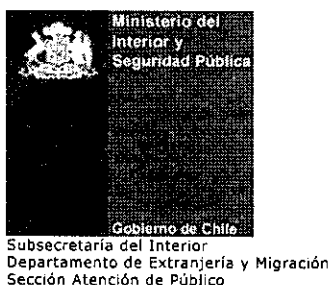 Ministerio del
Interior y
Seguridad Pública
Gobierno de Chile
Subsecretaría del Interior
Departamento de Extranjería y Migración
Sección Atención de Público